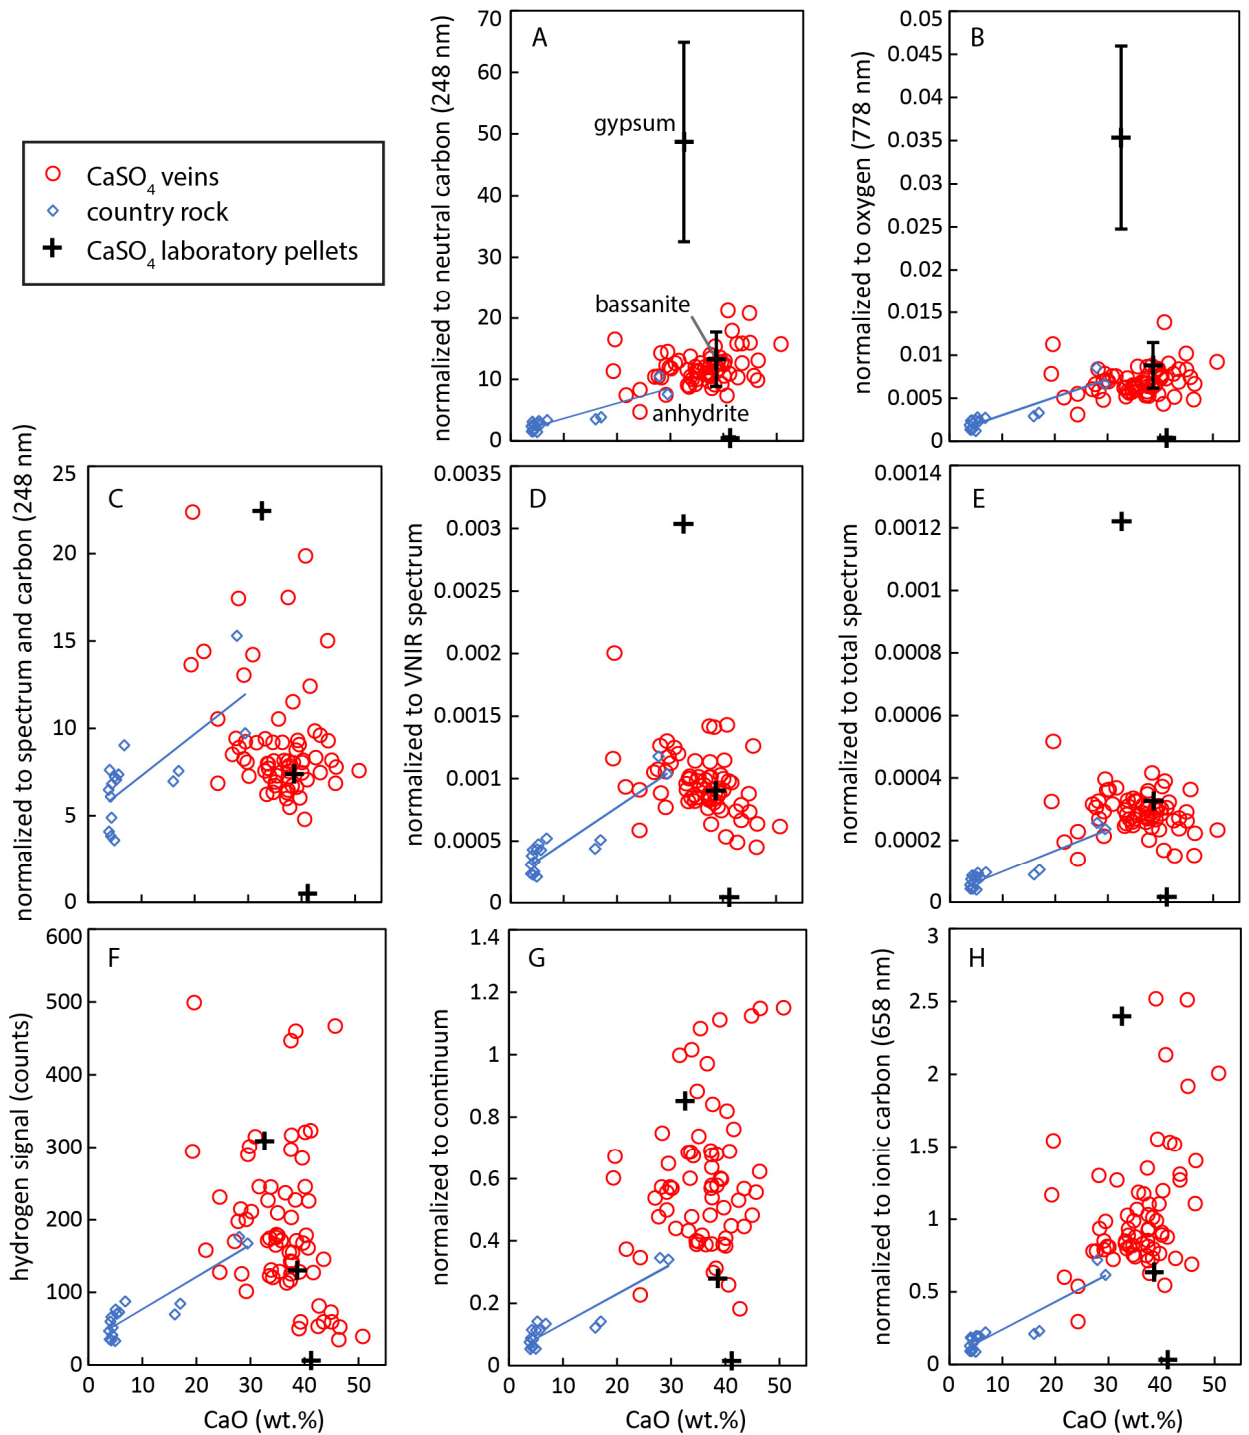 CaSO4 veins
country rock
CaSO4 laboratory pellets
A
normalized to neutral carbon (248 nm)
70
60
50
40
30
20
10
0
gypsum
bassanite
anhydrite
B
normalized to oxygen (778 nm)
0.05
0.045
0.04
0.035
0.03
0.025
0.02
0.015
0.01
0.005
0
C
normalized to spectrum and carbon (248 nm)
25
20
15
10
5
0
D
normalized to VNIR spectrum
0.0035
0.003
0.0025
0.002
0.0015
0.001
0.0005
0
E
normalized to total spectrum
0.0014
0.0012
0.001
0.0008
0.0006
0.0004
0.0002
0
F
hydrogen signal (counts)
600
500
400
300
200
100
0
0 10 20 30 40 50
CaO (wt.%)
G
normalized to continuum
1.4
1.2
1
0.8
0.6
0.4
0.2
0
0 10 20 30 40 50
CaO (wt.%)
H
normalized to ionic carbon (658 nm)
3
2.5
2
1.5
1
0.5
0
0 10 20 30 40 50
CaO (wt.%)